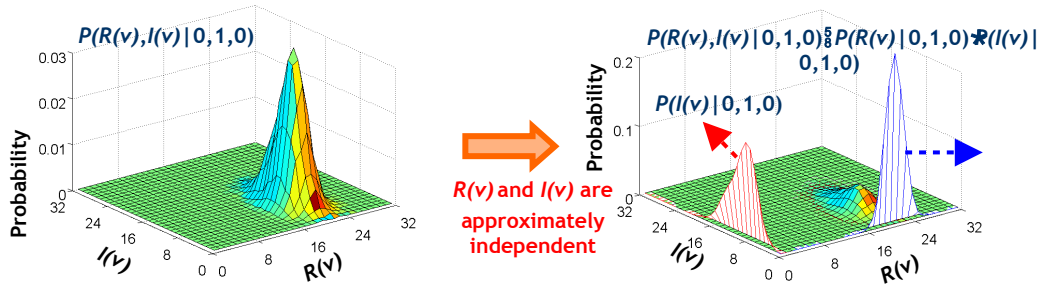 P(R(v),I(v)|0,1,0)
0.03
0.02
0.01
0
Probability
32
24
16
8
0
I(v)
0
8
16
24
32
R(v)
R(v) and I(v) are
approximately
independent
P(R(v),I(v)|0,1,0) P(R(v)|0,1,0) (I(v)|
0,1,0)
P(I(v)|0,1,0)
0.2
0.1
0
Probability
32
24
16
8
0
I(v)
0
8
16
24
32
R(v)